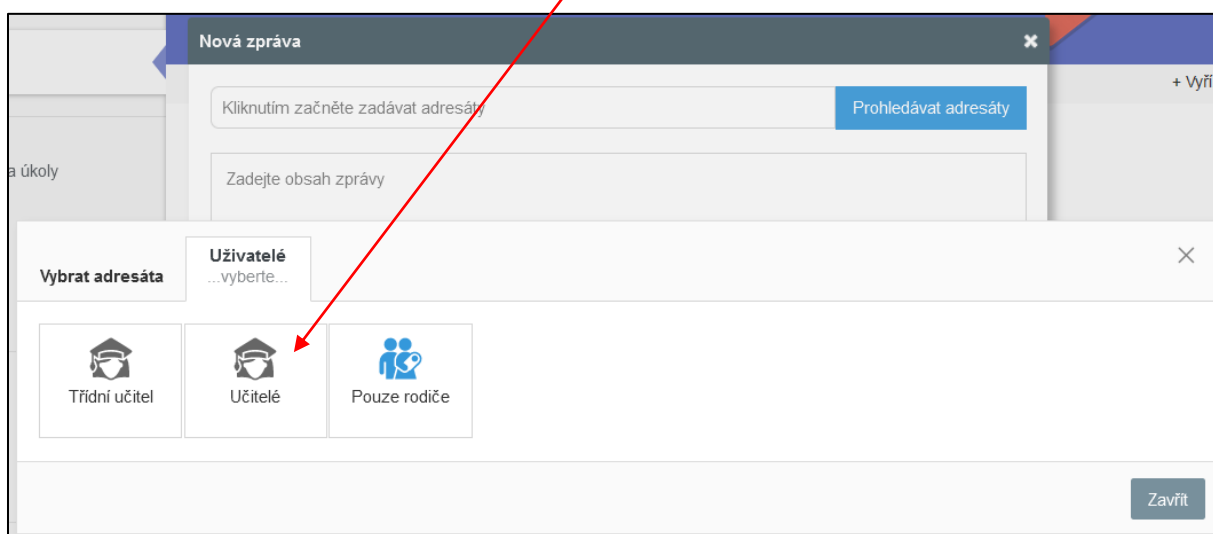 Nová zpráva
+ Vyří
Kliknutím začněte zadávat adresáty
Prohledávat adresáty
a úkoly
Zadejte obsah zprávy
Vybrat adresáta
Uživatelé
...vyberte...
Třídní učitel
Učitelé
Pouze rodiče
Zavřít